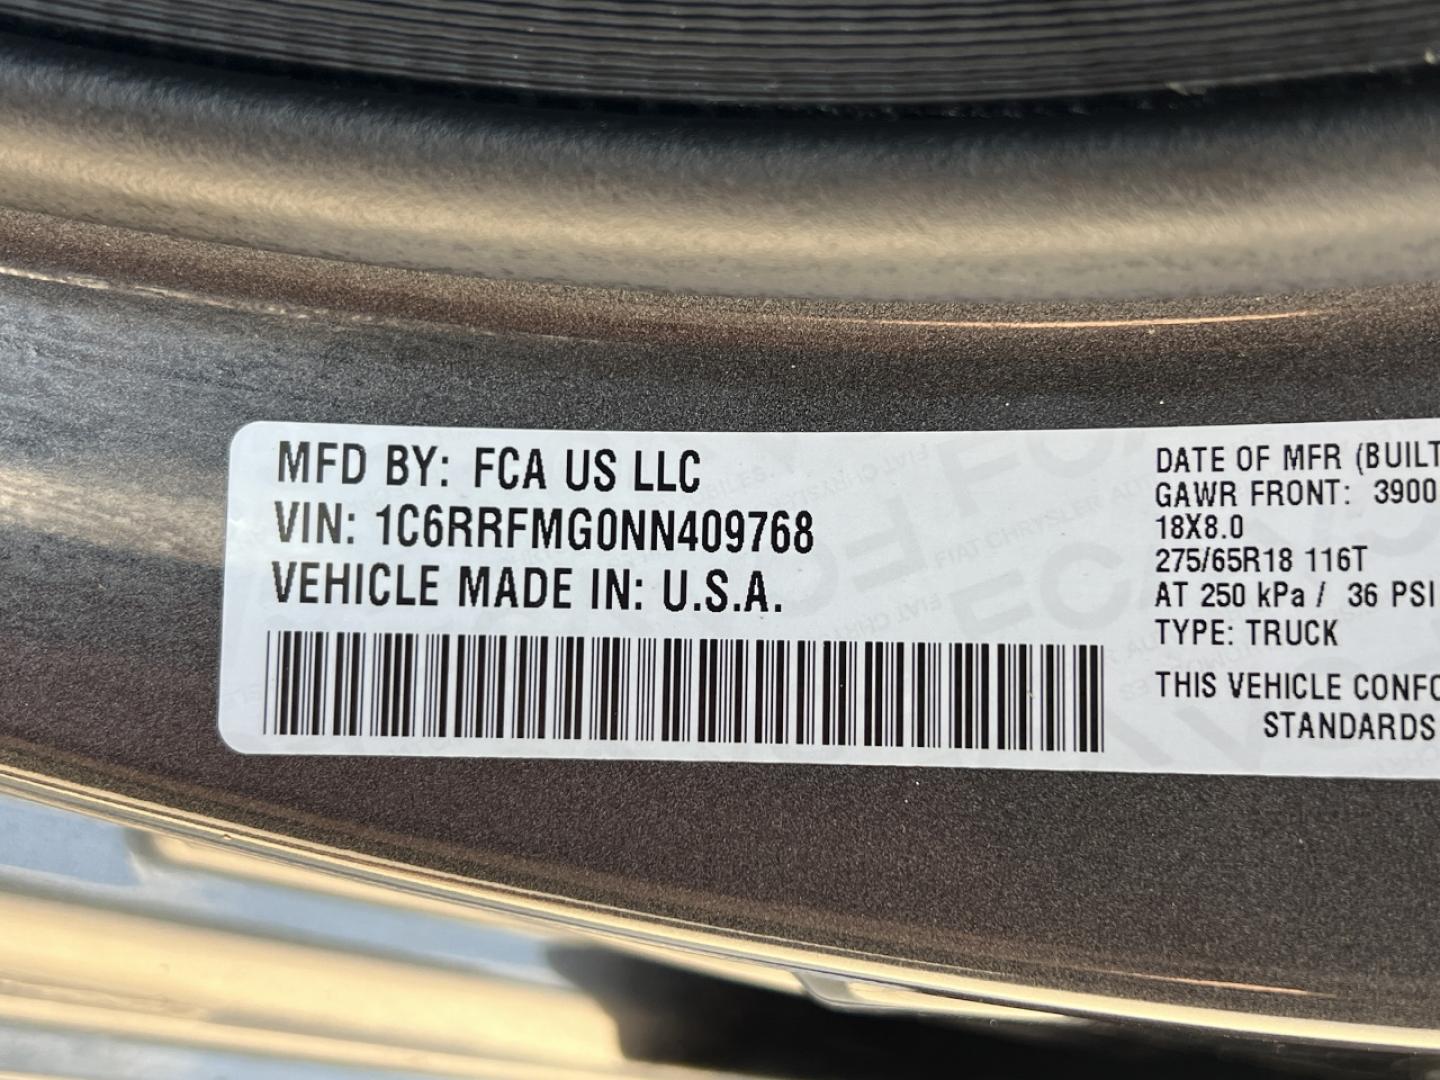 MFD BY: FCA US LLC
VIN: 1C6RRFMG0NN409768
VEHICLE MADE IN: U.S.A.
DATE OF MFR (BUILT
GAWR FRONT: 3900
18X8.0
275/65R18 116T
AT 250 kPa / 36 PSI
TYPE: TRUCK
THIS VEHICLE CONFO
STANDARDS